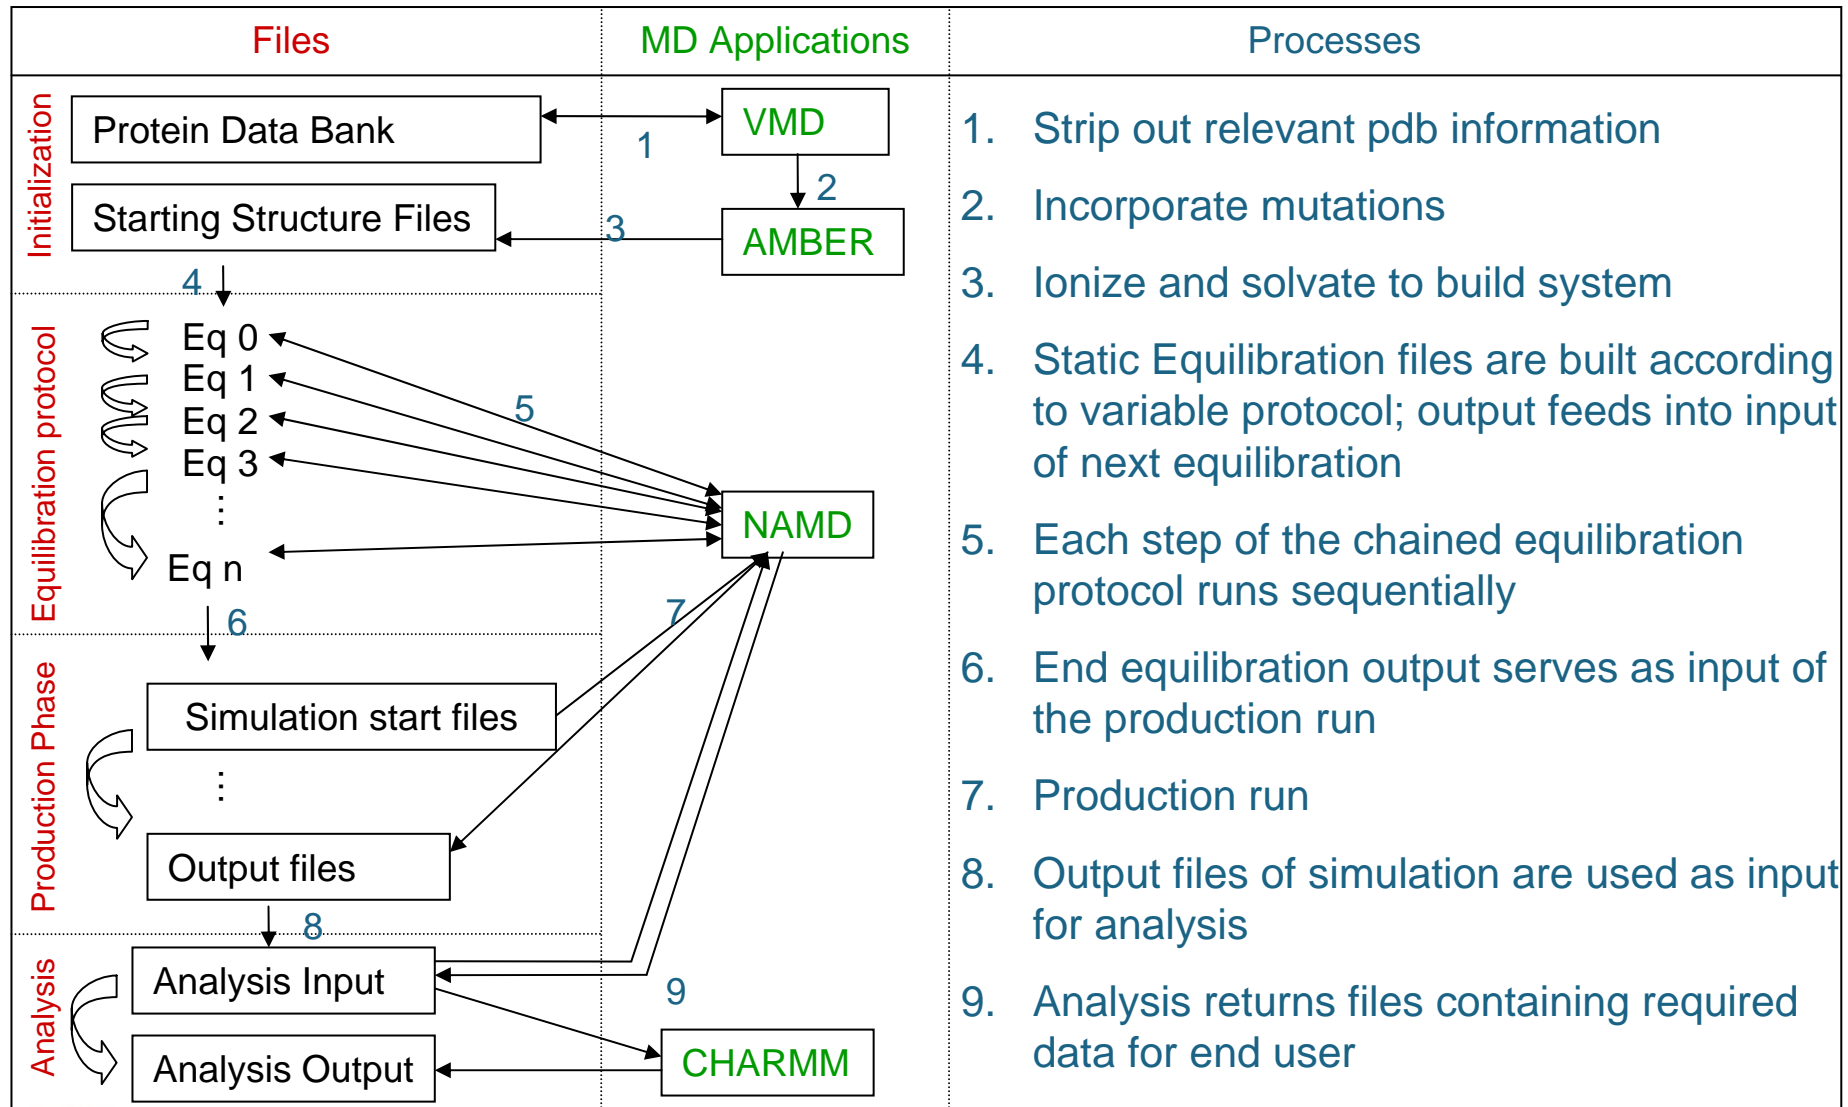 Files
MD Applications
Processes
Initialization
Protein Data Bank
Starting Structure Files
1
VMD
2
3
AMBER
4
Equilibration protocol
Eq 0
Eq 1
Eq 2
Eq 3
...
Eq n
5
NAMD
6
7
Production Phase
Simulation start files
...
Output files
8
Analysis
Analysis Input
Analysis Output
9
CHARMM
1. Strip out relevant pdb information
2. Incorporate mutations
3. Ionize and solvate to build system
4. Static Equilibration files are built according
to variable protocol; output feeds into input
of next equilibration
5. Each step of the chained equilibration
protocol runs sequentially
6. End equilibration output serves as input of
the production run
7. Production run
8. Output files of simulation are used as input
for analysis
9. Analysis returns files containing required
data for end user